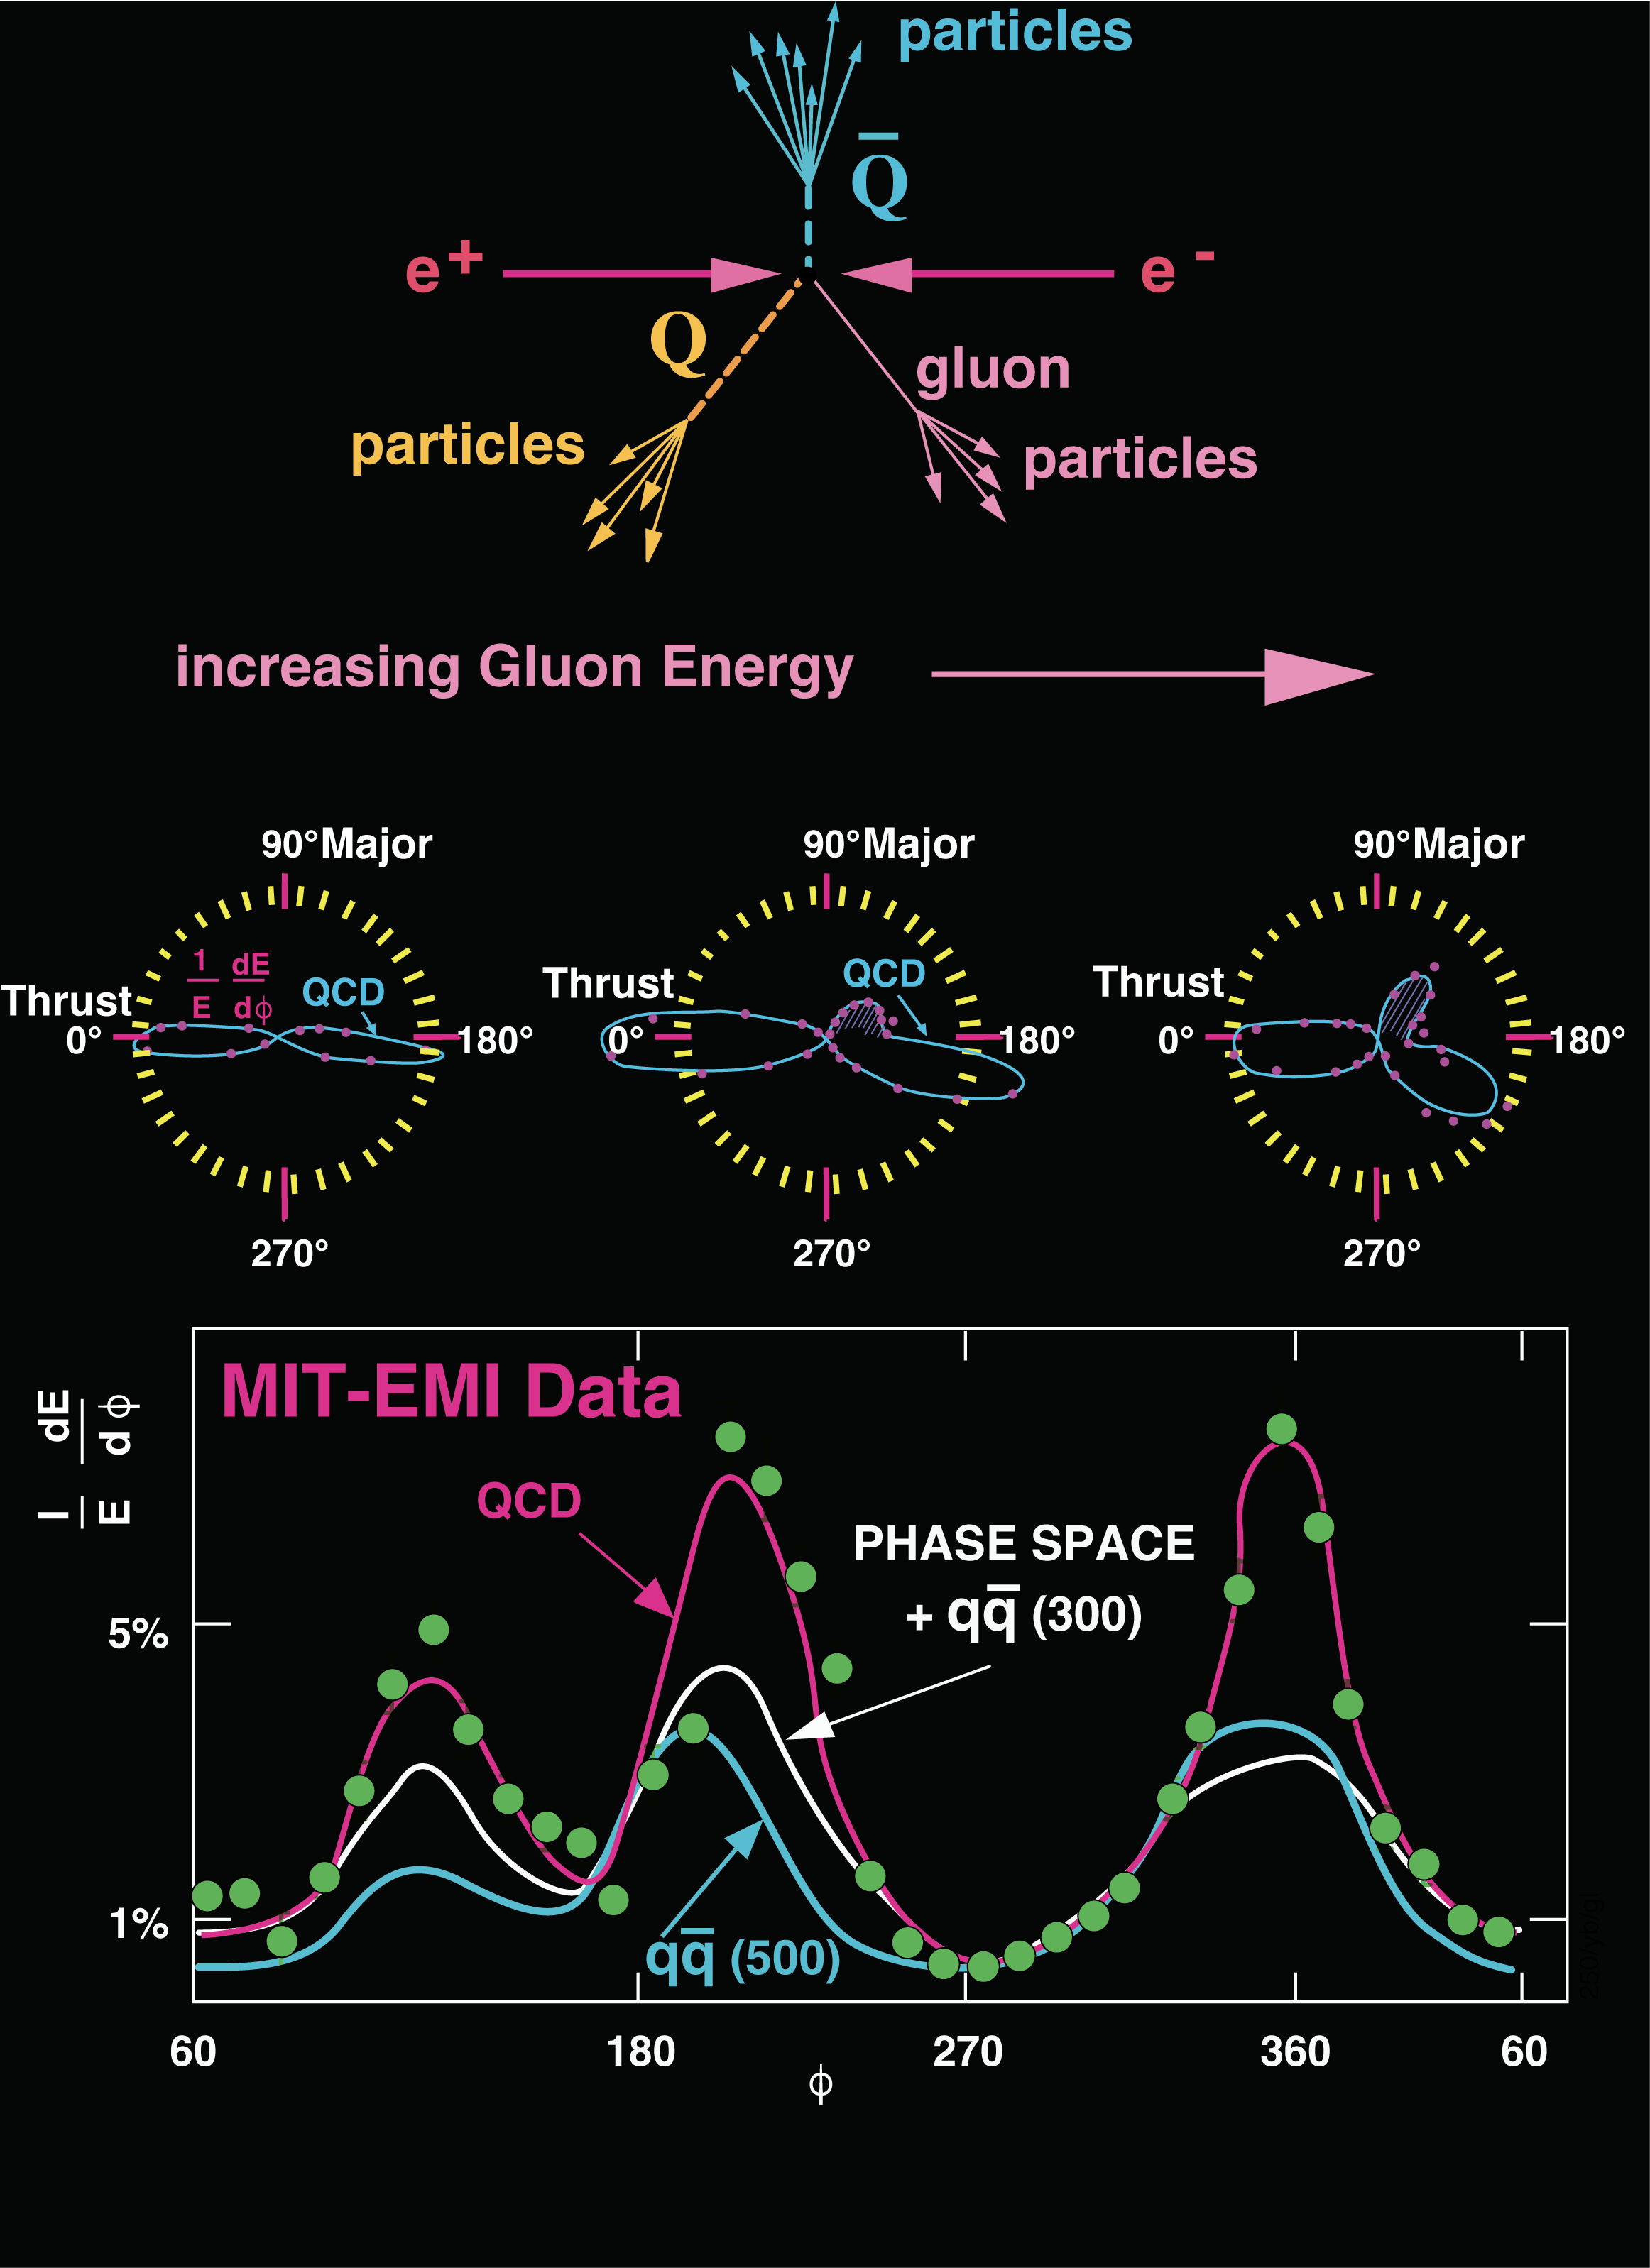 particles
Q̅
e+
e -
Q
gluon
particles
particles
increasing Gluon Energy
90°Major
90°Major
90°Major
1 dE
E dϕ
QCD
Thrust
0°
180°
Thrust
QCD
0°
180°
Thrust
0°
180°
270°
270°
270°
MIT-EMI Data
I dE
E dϕ
QCD
PHASE SPACE
+ qq̅ (300)
5%
1%
qq̅ (500)
60
180
270
360
60
ϕ